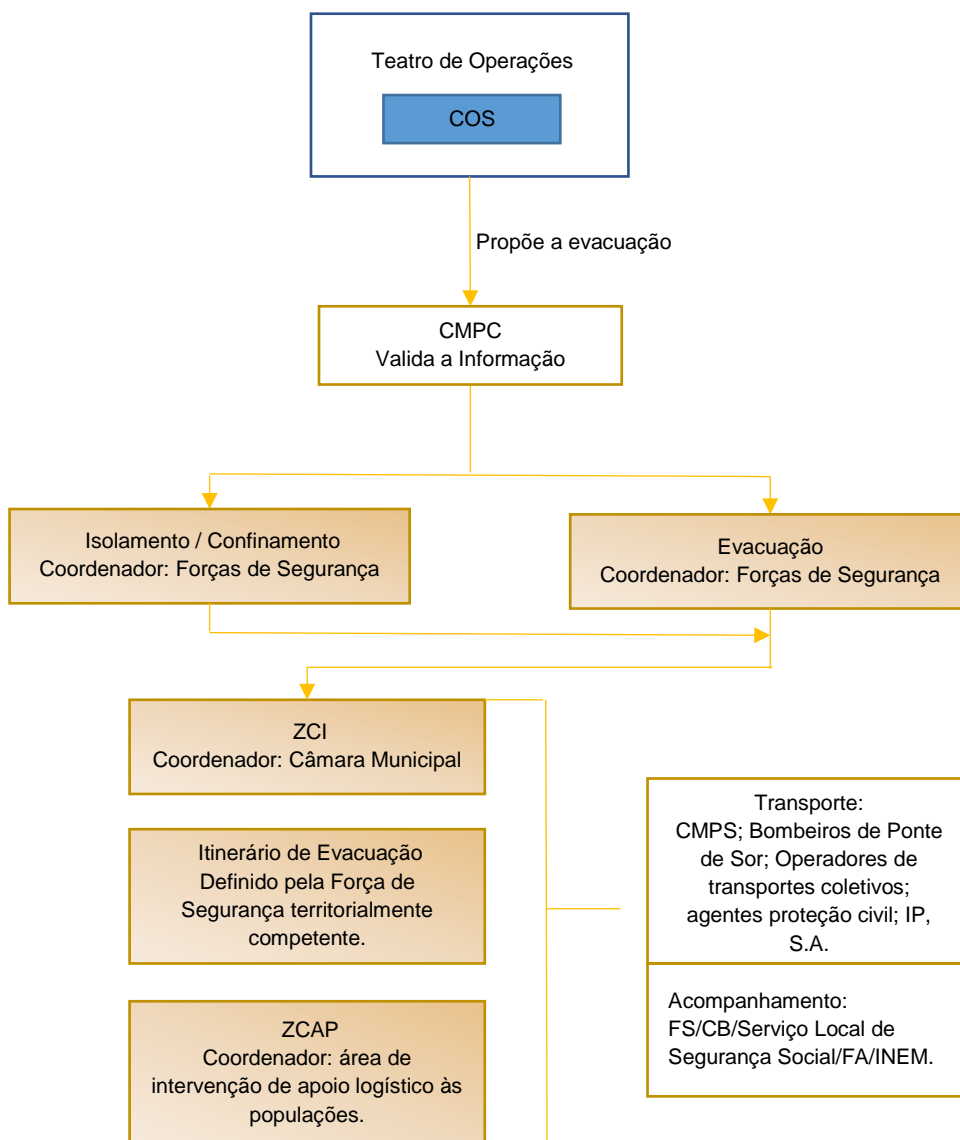 Teatro de Operações
COS
Propõe a evacuação
CMPC
Valida a Informação
Isolamento / Confinamento
Coordenador: Forças de Segurança
Evacuação
Coordenador: Forças de Segurança
ZCI
Coordenador: Câmara Municipal
Itinerário de Evacuação
Definido pela Força de
Segurança territorialmente
competente.
ZCAP
Coordenador: área de
intervenção de apoio logístico às
populações.
Transporte:
CMPS; Bombeiros de Ponte
de Sor; Operadores de
transportes coletivos;
agentes proteção civil; IP,
S.A.
Acompanhamento:
FS/CB/Serviço Local de
Segurança Social/FA/INEM.